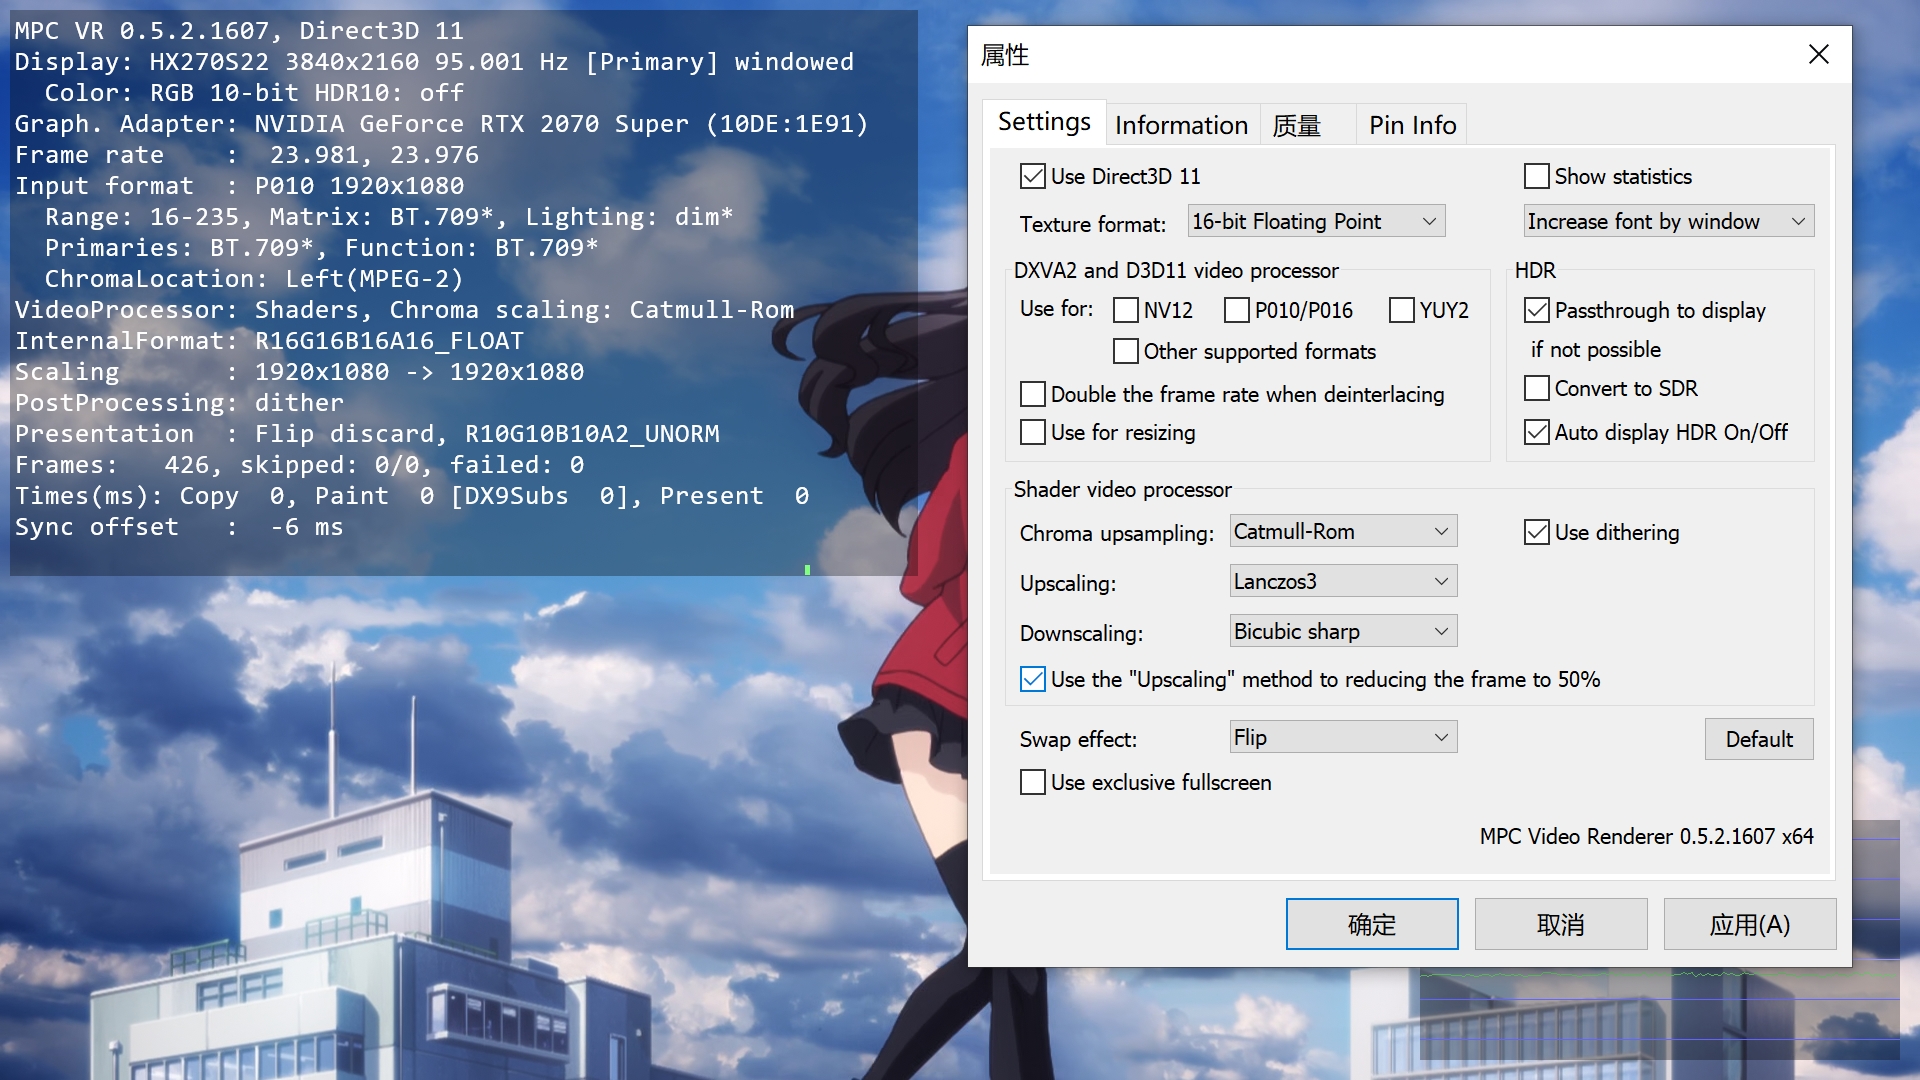 MPC VR 0.5.2.1607, Direct3D 11
Display: HX270S22 3840x2160 95.001 Hz [Primary] windowed
Color: RGB 10-bit HDR10: off
Graph. Adapter: NVIDIA GeForce RTX 2070 Super (10DE:1E91)
Frame rate : 23.981, 23.976
Input format : P010 1920x1080
Range: 16-235, Matrix: BT.709*, Lighting: dim*
Primaries: BT.709*, Function: BT.709*
ChromaLocation: Left(MPEG-2)
VideoProcessor: Shaders, Chroma scaling: Catmull-Rom
InternalFormat: R16G16B16A16_FLOAT
Scaling : 1920x1080 -> 1920x1080
PostProcessing: dither
Presentation : Flip discard, R10G10B10A2_UNORM
Frames: 426, skipped: 0/0, failed: 0
Times(ms): Copy 0, Paint 0 [DX9Subs 0], Present 0
Sync offset : -6 ms
属性
Settings Information 质量 Pin Info
Use Direct3D 11 Show statistics
Texture format: 16-bit Floating Point Increase font by window
DXVA2 and D3D11 video processor HDR
Use for: NV12 P010/P016 YUY2 Passthrough to display
Other supported formats if not possible
Double the frame rate when deinterlacing Convert to SDR
Use for resizing Auto display HDR On/Off
Shader video processor
Chroma upsampling: Catmull-Rom Use dithering
Upscaling: Lanczos3
Downscaling: Bicubic sharp
Use the "Upscaling" method to reducing the frame to 50%
Swap effect: Flip Default
Use exclusive fullscreen
MPC Video Renderer 0.5.2.1607 x64
确定 取消 应用(A)